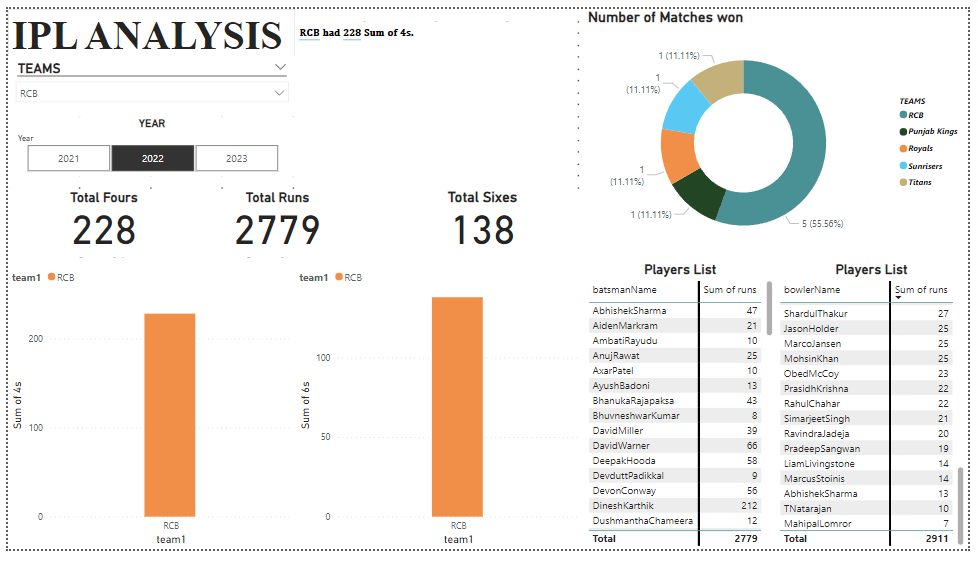 IPL ANALYSIS
RCB had 228 Sum of 4s.
TEAMS
RCB
YEAR
Year
2021 2022 2023
Total Fours
228
Total Runs
2779
Total Sixes
138
team1 RCB
Sum of 4s
200
100
0
RCB
team1
team1 RCB
Sum of 6s
100
50
0
RCB
team1
Number of Matches won
1 (11.11%)
1
(11.11%)
1
(11.11%)
1 (11.11%)
5 (55.56%)
TEAMS
RCB
Punjab Kings
Royals
Sunrisers
Titans
Players List
batsmanName Sum of runs
AbhishekSharma 47
AidenMarkram 21
AmbatiRayudu 10
AnujRawat 25
AxarPatel 10
AyushBadoni 13
BhanukaRajapaksa 43
BhuvneshwarKumar 8
DavidMiller 39
DavidWarner 66
DeepakHooda 58
DevduttPadikkal 9
DevonConway 56
DineshKarthik 212
DushmanthaChameera 12
Total 2779
Players List
bowlerName Sum of runs
ShardulThakur 27
JasonHolder 25
MarcoJansen 25
MohsinKhan 25
ObedMcCoy 23
PrasidhKrishna 22
RahulChahar 22
SimarjeetSingh 21
RavindraJadeja 20
PradeepSangwan 19
LiamLivingstone 14
MarcusStoinis 14
AbhishekSharma 13
TNatarajan 10
MahipalLomror 7
Total 2911